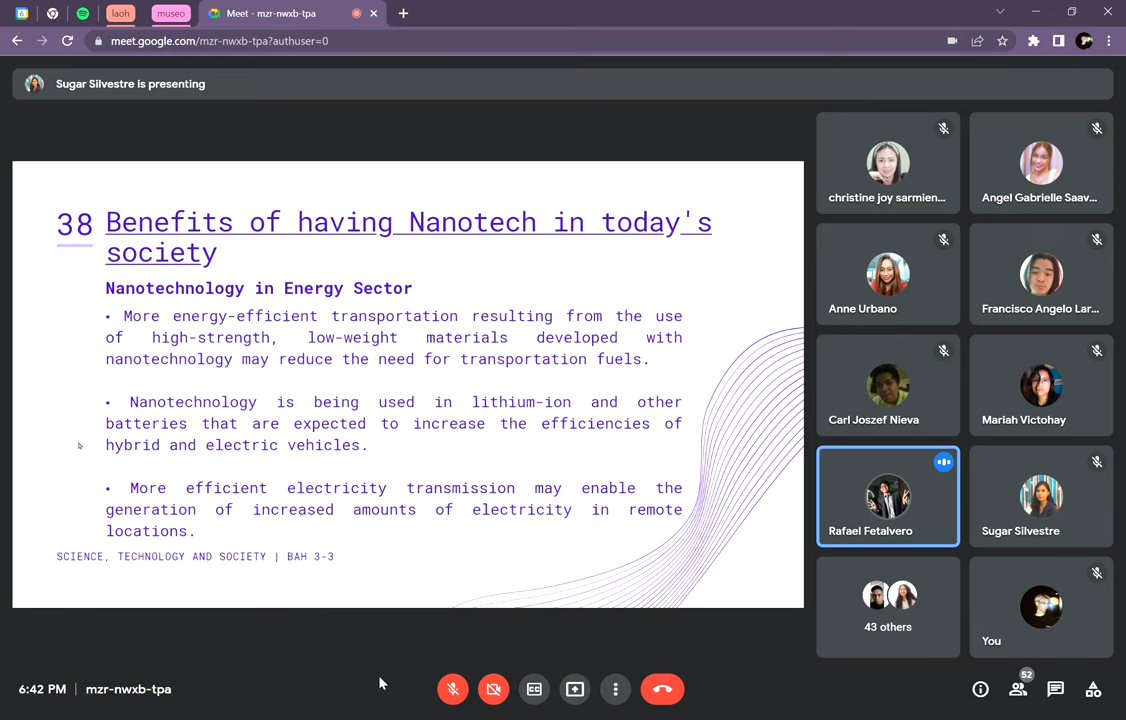 laoh
museo
Meet - mzr-nwxb-tpa
meet.google.com/mzr-nwxb-tpa?authuser=0
Sugar Silvestre is presenting
38 Benefits of having Nanotech in today's
society
Nanotechnology in Energy Sector
• More energy-efficient transportation resulting from the use
of high-strength, low-weight materials developed with
nanotechnology may reduce the need for transportation fuels.
• Nanotechnology is being used in lithium-ion and other
batteries that are expected to increase the efficiencies of
hybrid and electric vehicles.
• More efficient electricity transmission may enable the
generation of increased amounts of electricity in remote
locations.
SCIENCE, TECHNOLOGY AND SOCIETY | BAH 3-3
christine joy sarmien...
Angel Gabrielle Saav...
Anne Urbano
Francisco Angelo Lar...
Carl Joszef Nieva
Mariah Victohay
Rafael Fetalvero
Sugar Silvestre
43 others
You
6:42 PM | mzr-nwxb-tpa
52